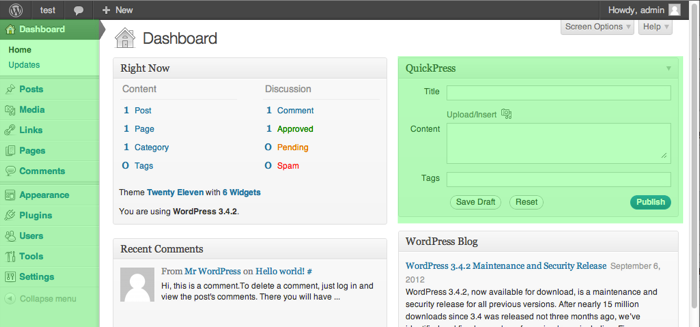 test + New Howdy, admin
Screen Options Help
Dashboard
Home
Updates
Posts
Media
Links
Pages
Comments
Appearance
Plugins
Users
Tools
Settings
Collapse menu
Dashboard
Right Now
Content Discussion
1 Post 1 Comment
1 Page 1 Approved
1 Category 0 Pending
0 Tags 0 Spam
Theme Twenty Eleven with 6 Widgets
You are using WordPress 3.4.2.
Recent Comments
From Mr WordPress on Hello world! #
Hi, this is a comment.To delete a comment, just log in and
view the post's comments. There you will have ...
QuickPress
Title
Upload/Insert
Content
Tags
Save Draft Reset Publish
WordPress Blog
WordPress 3.4.2 Maintenance and Security Release September 6,
2012
WordPress 3.4.2, now available for download, is a maintenance and
security release for all previous versions. After nearly 15 million
downloads since 3.4 was released not three months ago, we've